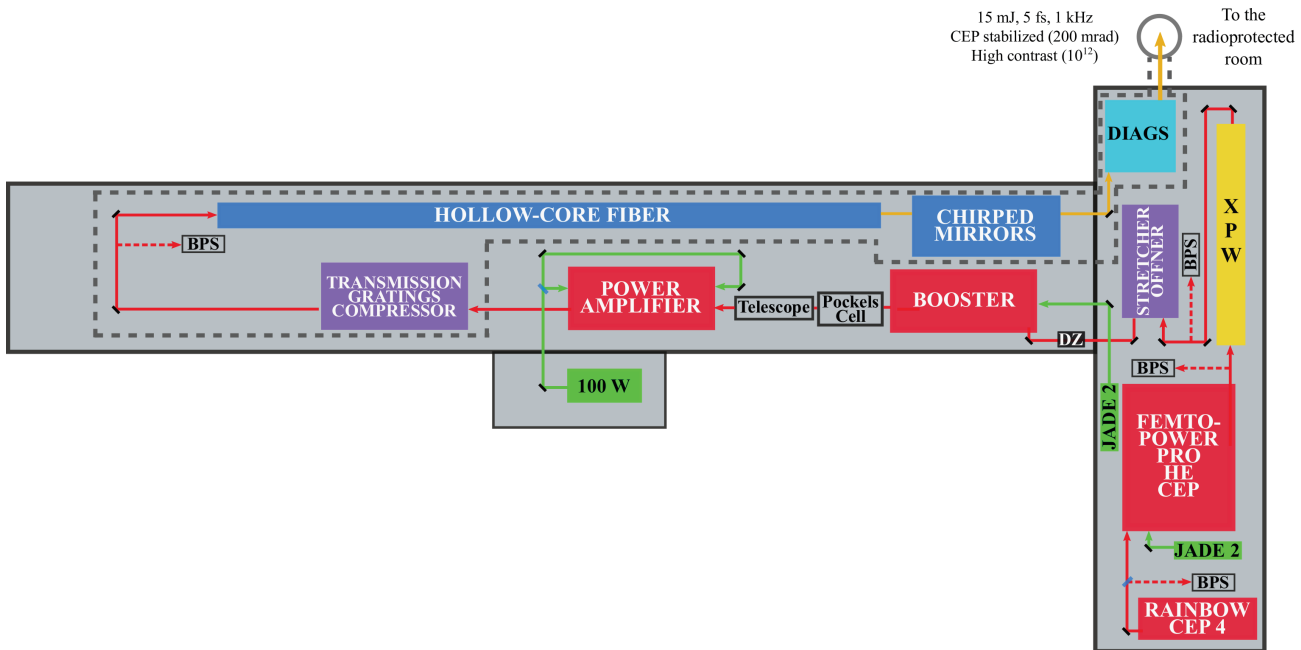 15 mJ, 5 fs, 1 kHz
CEP stabilized (200 mrad)
High contrast (10¹²)
To the
radioprotected
room
DIAGS
XPW
HOLLOW-CORE FIBER
CHIRPED
MIRRORS
STRETCHER
OFFNER
BPS
BPS
TRANSMISSION
GRATINGS
COMPRESSOR
POWER
AMPLIFIER
Telescope
Pockels
Cell
BOOSTER
DZ
BPS
100 W
JADE 2
FEMTO-
POWER
PRO
HE
CEP
JADE 2
BPS
RAINBOW
CEP 4